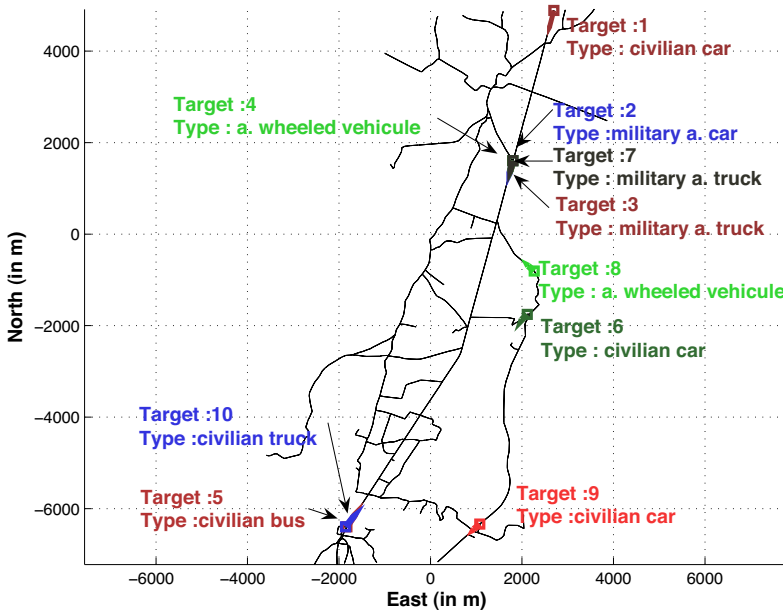 4000
2000
0
−2000
−4000
−6000
North (in m)
Target :1
Type : civilian car
Target :4
Type : a. wheeled vehicule
Target :2
Type :military a. car
Target :7
Type : military a. truck
Target :3
Type : military a. truck
Target :8
Type : a. wheeled vehicule
Target :6
Type : civilian car
Target :10
Type :civilian truck
Target :5
Type :civilian bus
Target :9
Type :civilian car
−6000 −4000 −2000 0 2000 4000 6000
East (in m)